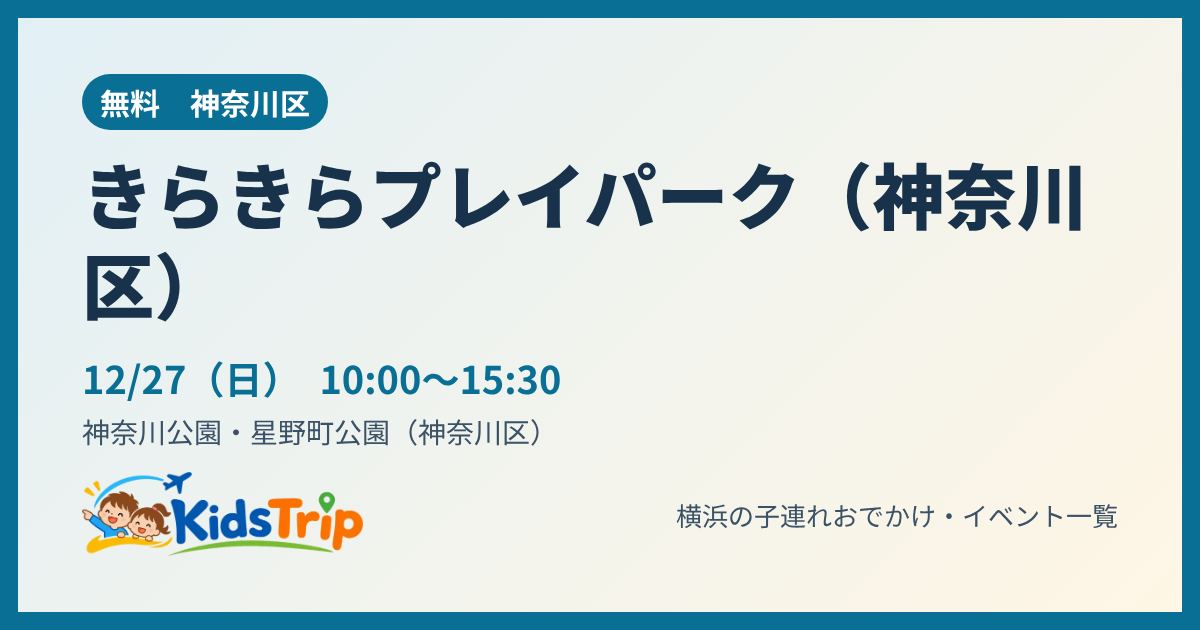 無料　神奈川区
きらきらプレイパーク（神奈川
区）
12/27（日）　10:00〜15:30
神奈川公園・星野町公園（神奈川区）
KidsTrip
横浜の子連れおでかけ・イベント一覧